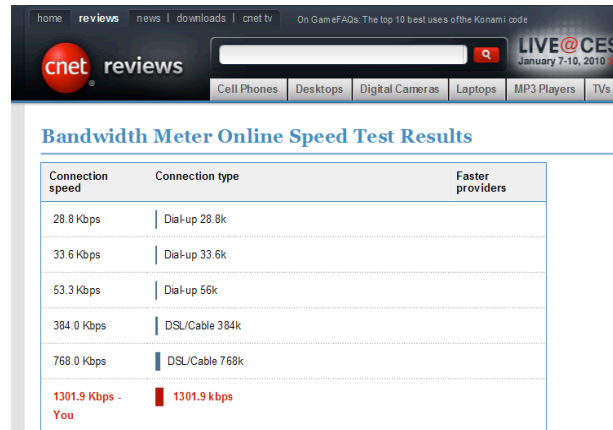 home reviews news | downloads | cnet tv On GameFAQs: The top 10 best uses of the Konami code
cnet reviews
LIVE@CES
January 7-10, 2010
Cell Phones Desktops Digital Cameras Laptops MP3 Players TVs
Bandwidth Meter Online Speed Test Results
Connection speed Connection type Faster providers
28.8 Kbps Dial-up 28.8k
33.6 Kbps Dial-up 33.6k
53.3 Kbps Dial-up 56k
384.0 Kbps DSL/Cable 384k
768.0 Kbps DSL/Cable 768k
1301.9 Kbps - 1301.9 kbps
You